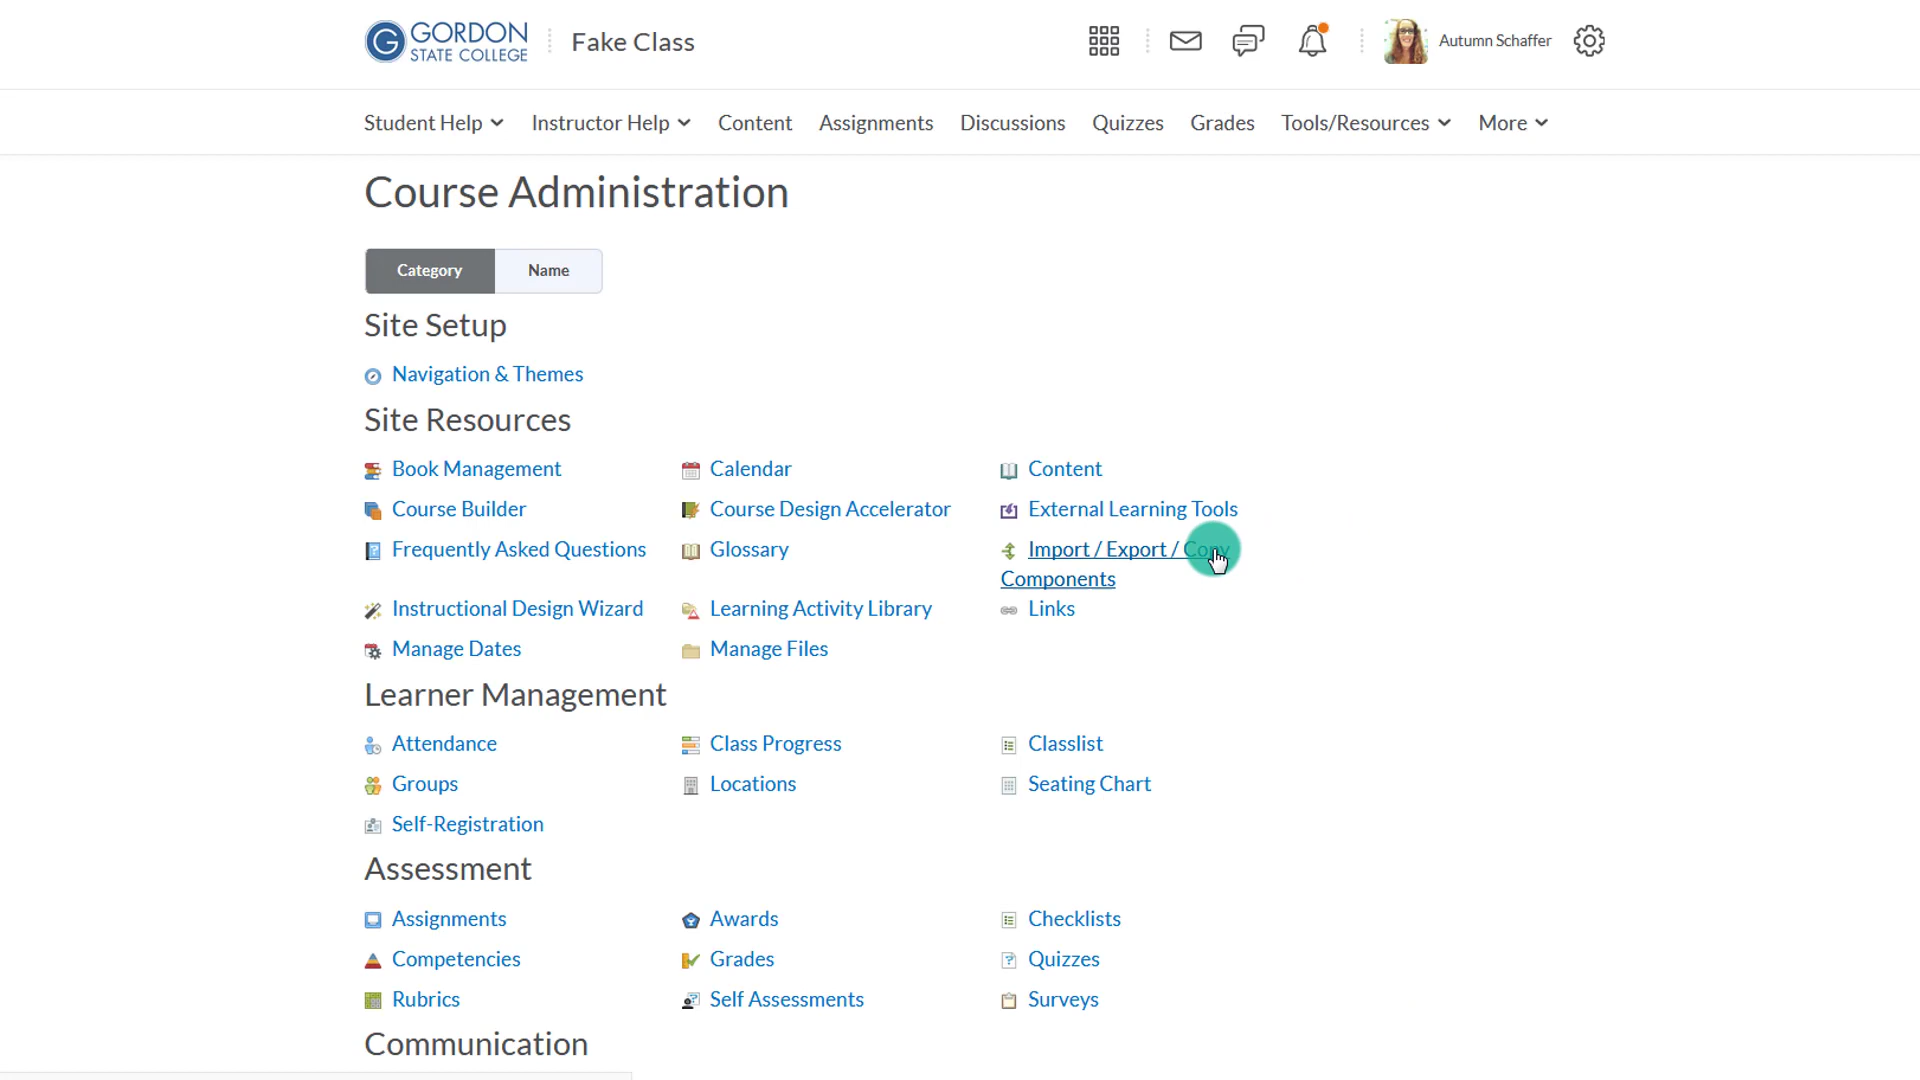 GORDON
STATE COLLEGE
Fake Class
Autumn Schaffer
Student Help
Instructor Help
Content
Assignments
Discussions
Quizzes
Grades
Tools/Resources
More
Course Administration
Category
Name
Site Setup
Navigation & Themes
Site Resources
Book Management
Calendar
Content
Course Builder
Course Design Accelerator
External Learning Tools
Frequently Asked Questions
Glossary
Import / Export / Copy
Components
Instructional Design Wizard
Learning Activity Library
Links
Manage Dates
Manage Files
Learner Management
Attendance
Class Progress
Classlist
Groups
Locations
Seating Chart
Self-Registration
Assessment
Assignments
Awards
Checklists
Competencies
Grades
Quizzes
Rubrics
Self Assessments
Surveys
Communication